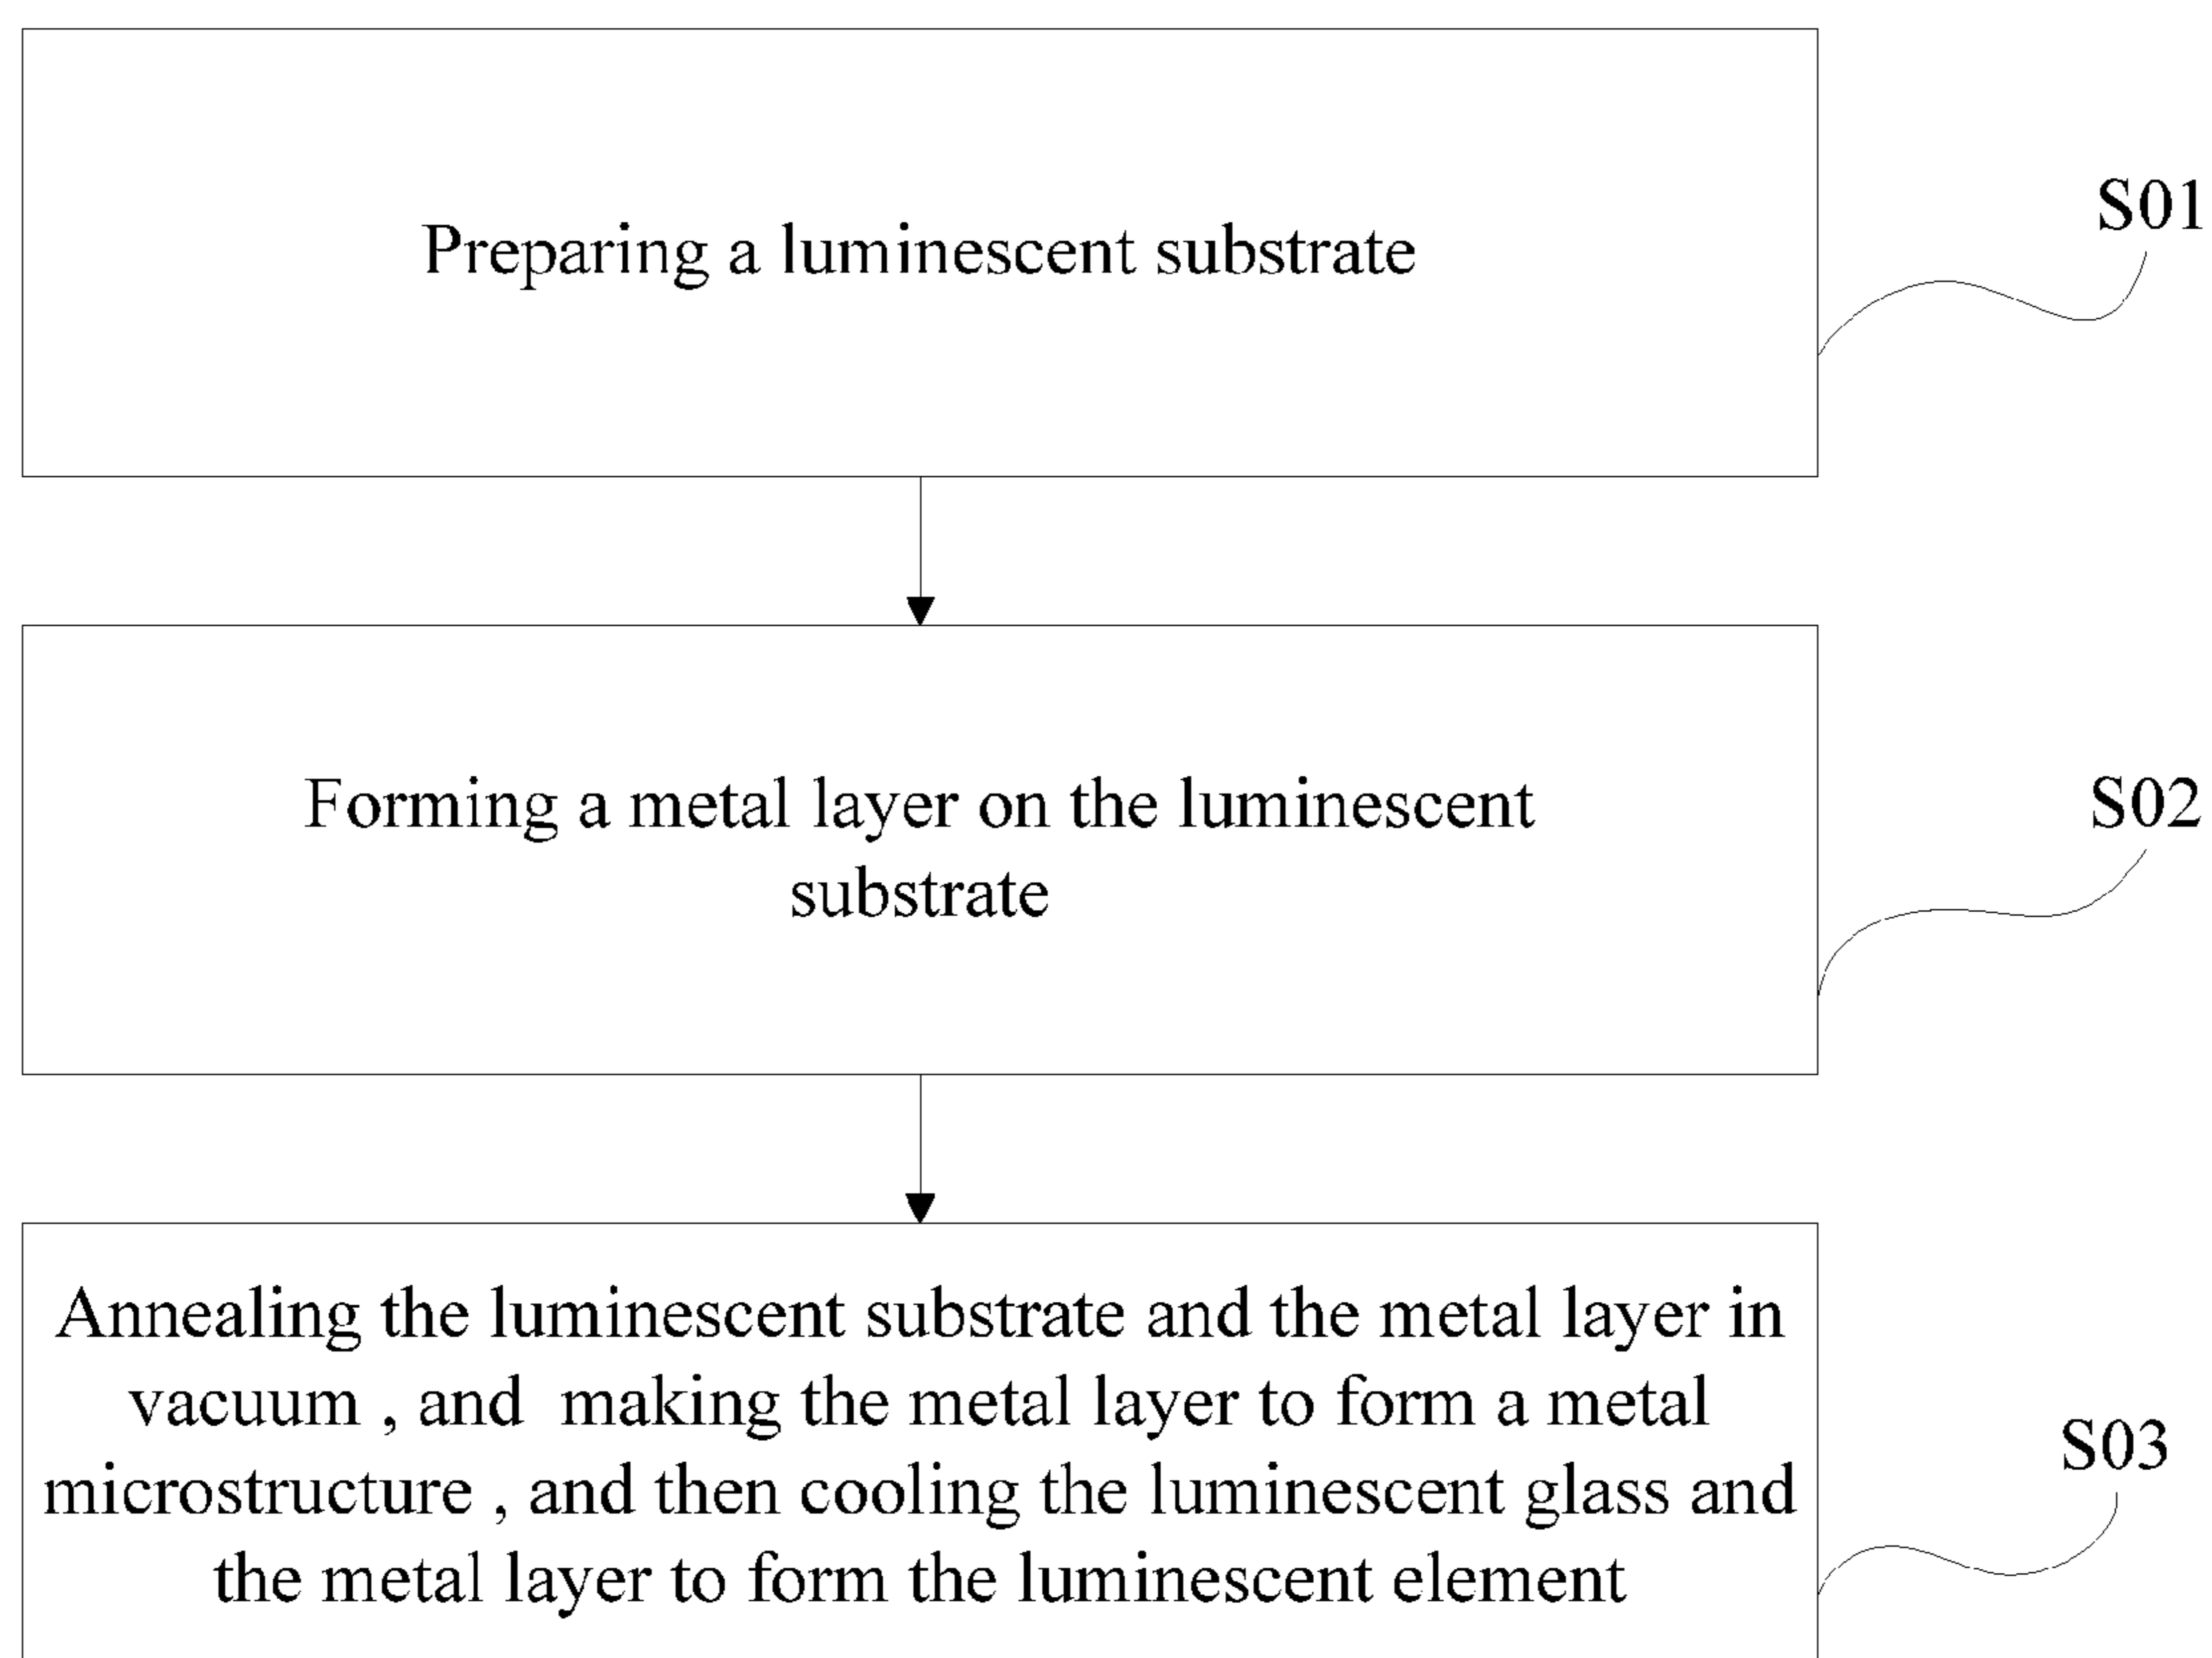 Preparing a luminescent substrate
S01
Forming a metal layer on the luminescent
substrate
S02
Annealing the luminescent substrate and the metal layer in
vacuum , and making the metal layer to form a metal
microstructure , and then cooling the luminescent glass and
the metal layer to form the luminescent element
S03